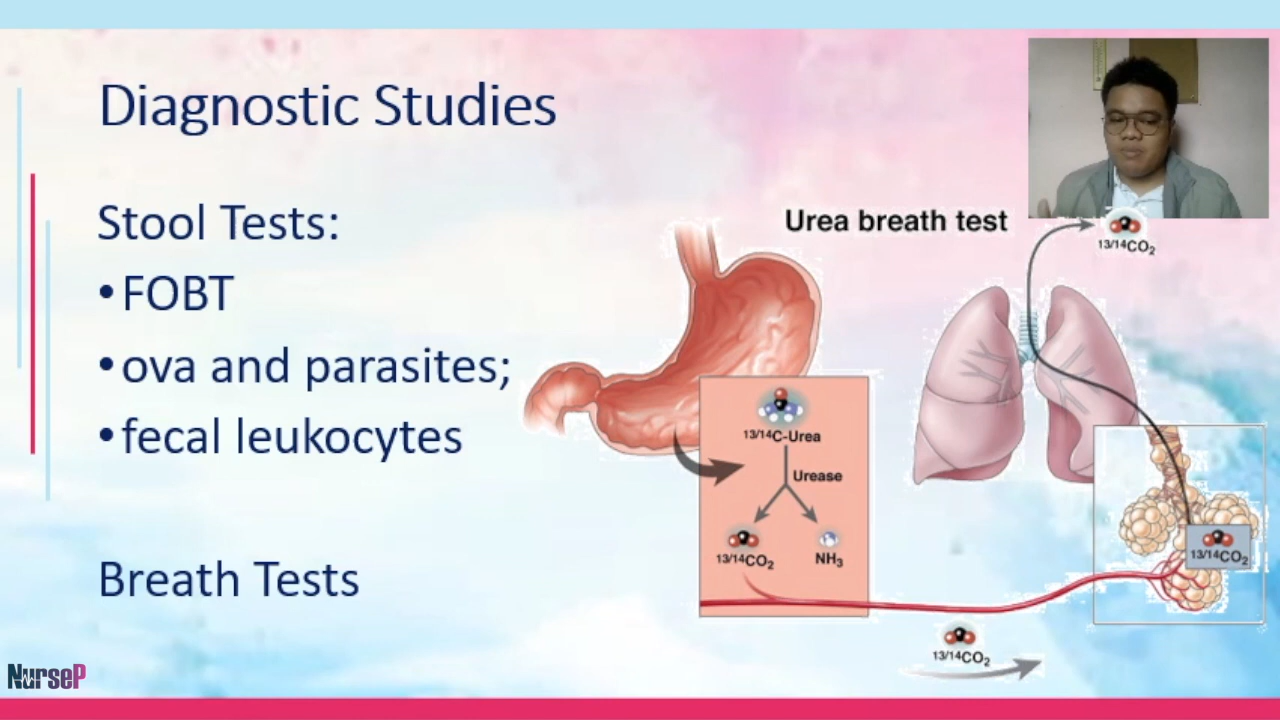 Diagnostic Studies
Stool Tests:
•FOBT
•ova and parasites;
•fecal leukocytes
Breath Tests
Urea breath test
13/14CO2
13/14C-Urea
Urease
13/14CO2
NH3
13/14CO2
13/14CO2
NurseP